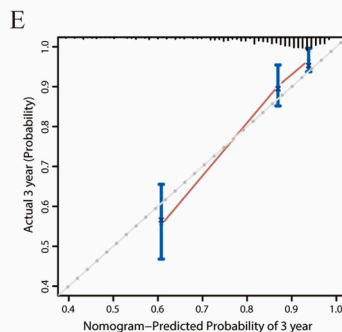 E
Actual 3 year (Probability)
1.0
0.9
0.8
0.7
0.6
0.5
0.4
0.4 0.5 0.6 0.7 0.8 0.9 1.0
Nomogram−Predicted Probability of 3 year